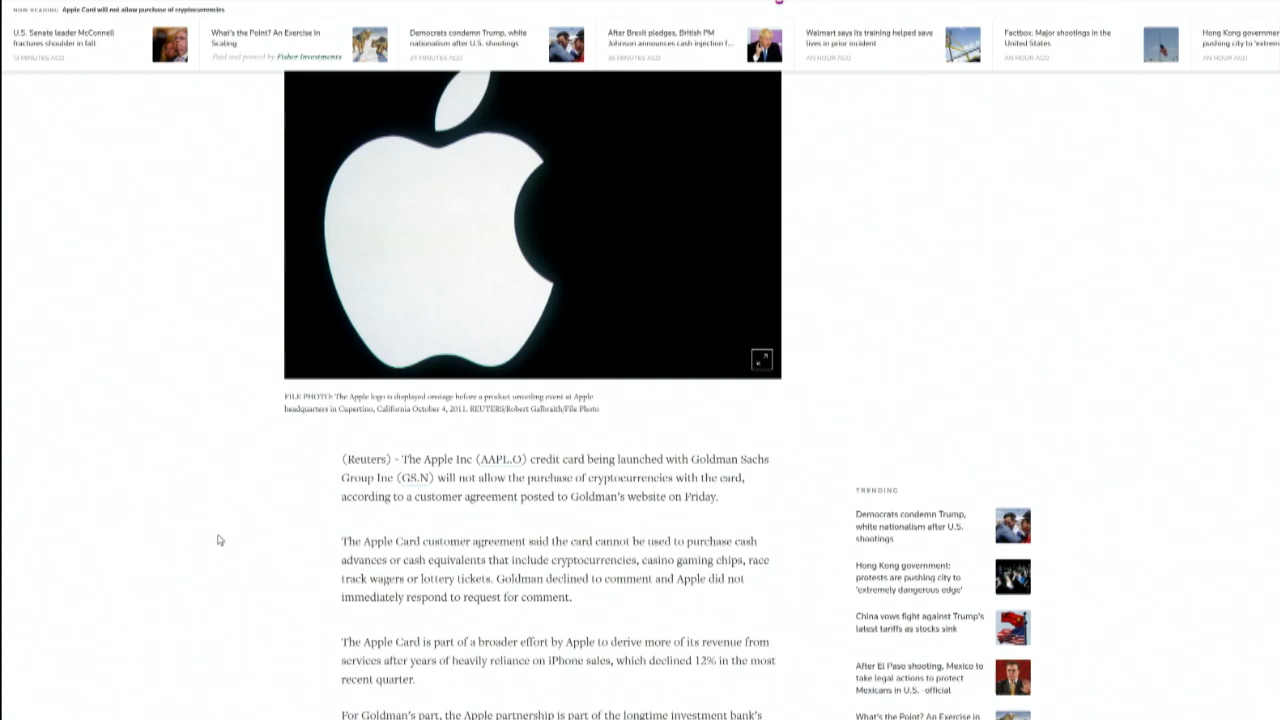 NOW READING Apple Card will not allow purchase of cryptocurrencies
U.S. Senate leader McConnell
fractures shoulder in fall
51 MINUTES AGO
What's the Point? An Exercise in
Scaling
Paid and posted by Fisher Investments
Democrats condemn Trump, white
nationalism after U.S. shootings
After Brexit pledges, British PM
Johnson announces cash injection f...
Walmart says its training helped save
lives in prior incident
AN HOUR AGO
Factbox: Major shootings in the
United States
AN HOUR AGO
Hong Kong governmen
pushing city to 'extrem
AN HOUR AGO
FILE PHOTO: The Apple logo is displayed onstage before a product unveiling event at Apple
headquarters in Cupertino, California October 4, 2011. REUTERS/Robert Galbraith/File Photo
(Reuters) - The Apple Inc (AAPL.O) credit card being launched with Goldman Sachs
Group Inc (GS.N) will not allow the purchase of cryptocurrencies with the card,
according to a customer agreement posted to Goldman's website on Friday.
The Apple Card customer agreement said the card cannot be used to purchase cash
advances or cash equivalents that include cryptocurrencies, casino gaming chips, race
track wagers or lottery tickets. Goldman declined to comment and Apple did not
immediately respond to request for comment.
The Apple Card is part of a broader effort by Apple to derive more of its revenue from
services after years of heavily reliance on iPhone sales, which declined 12% in the most
recent quarter.
For Goldman's part, the Apple partnership is part of the longtime investment bank's
TRENDING
Democrats condemn Trump,
white nationalism after U.S.
shootings
Hong Kong government:
protests are pushing city to
'extremely dangerous edge'
China vows fight against Trump's
latest tariffs as stocks sink
After El Paso shooting, Mexico to
take legal actions to protect
Mexicans in U.S. -official
What's the Point? An Exercise in